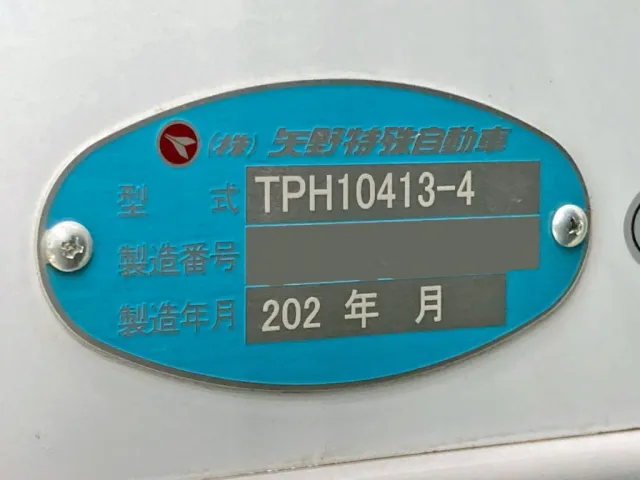 (株) 矢野特殊自動車
型 式 TPH10413-4
製造番号
製造年月 202 年 月